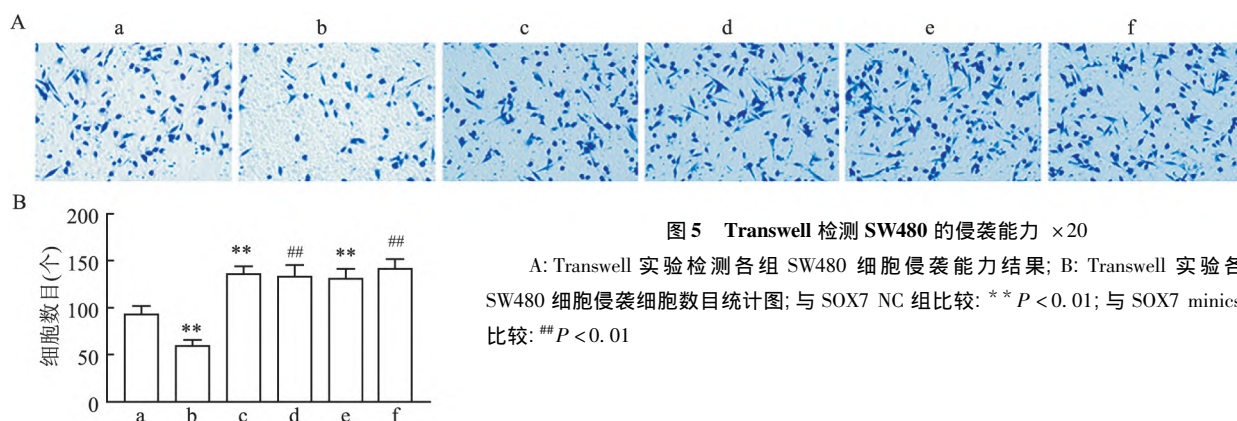 A
a b c d e f
B
细胞数目(个)
200
150
100
50
0
** ** ## ** ##
a b c d e f
图 5 Transwell 检测 SW480 的侵袭能力 ×20
A: Transwell 实验检测各组 SW480 细胞侵袭能力结果; B: Transwell 实验各
SW480 细胞侵袭细胞数目统计图; 与 SOX7 NC 组比较: **P<0.01; 与 SOX7 minics
比较: ##P<0.01